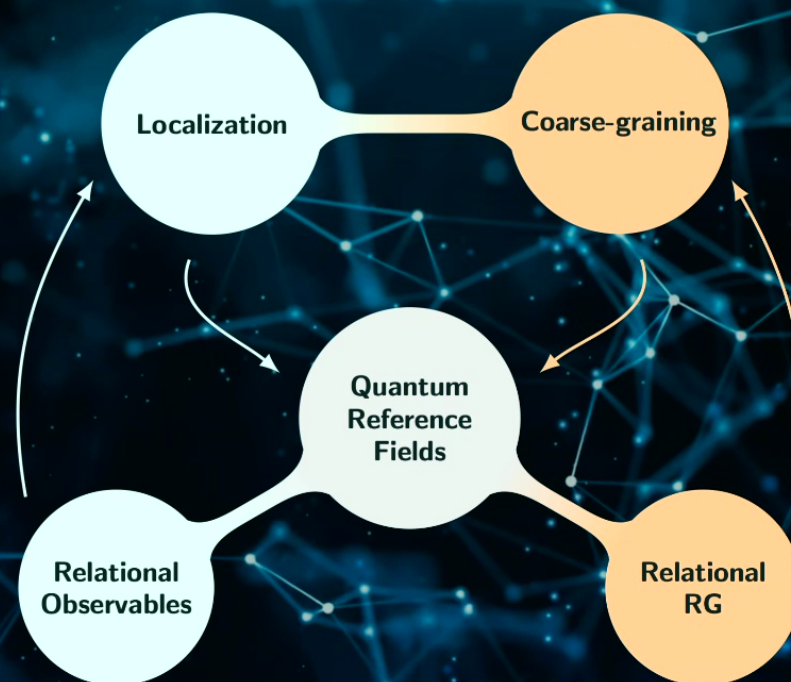 Localization
Coarse-graining
Quantum
Reference
Fields
Relational
Observables
Relational
RG